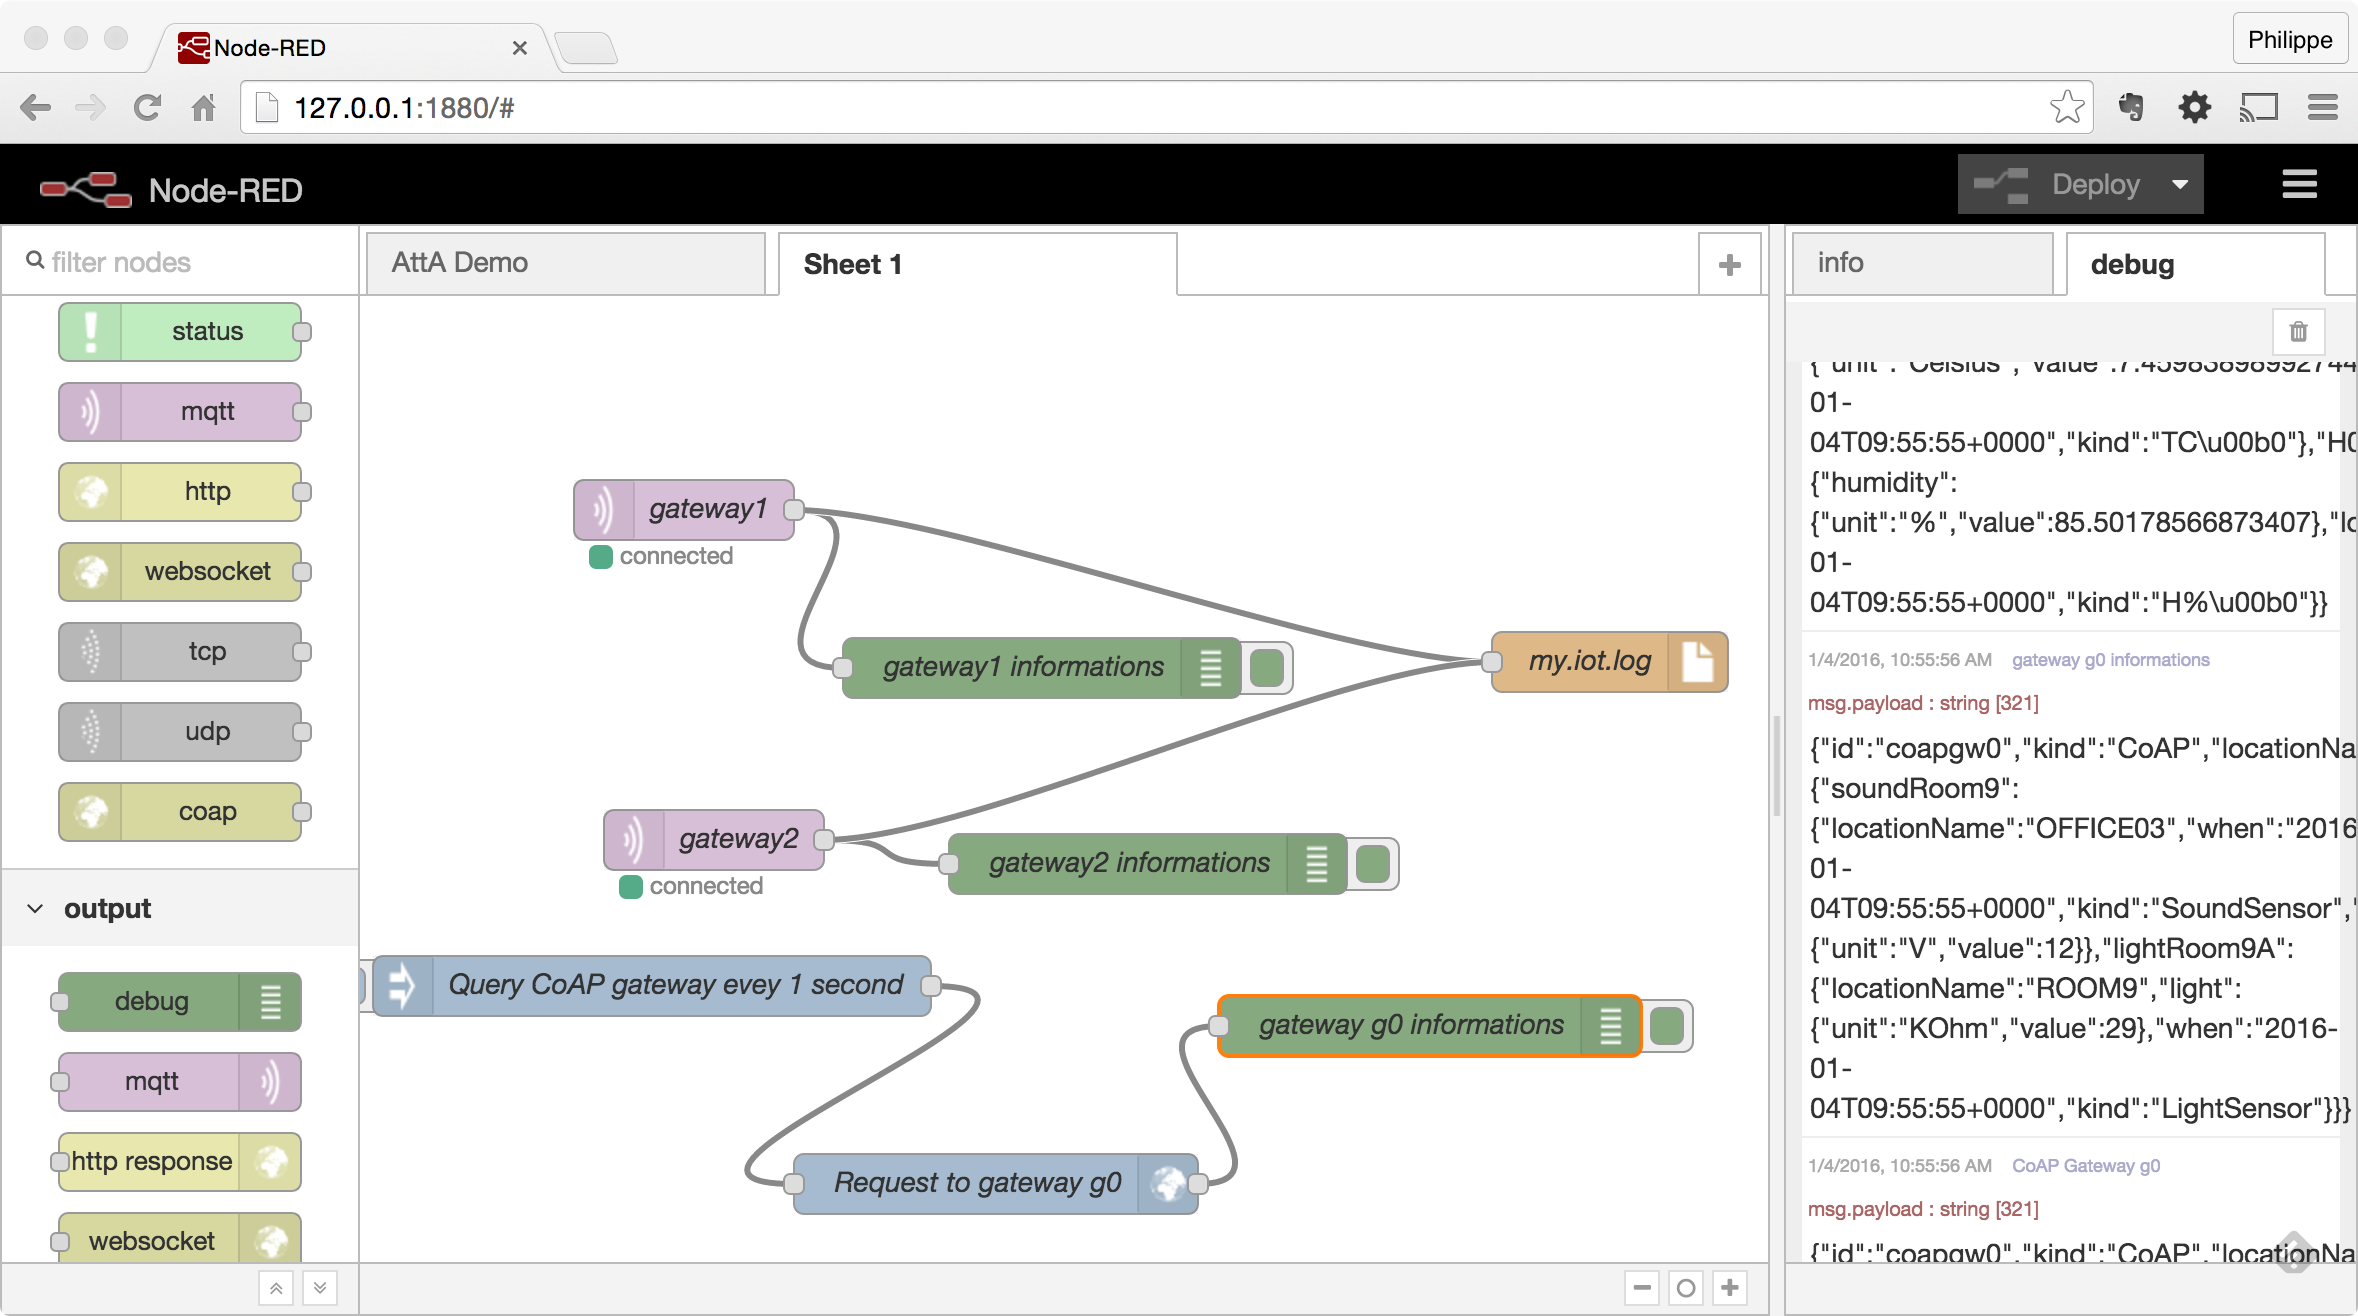 Node-RED
Philippe
127.0.0.1:1880/#
Node-RED
Deploy
filter nodes
AttA Demo
Sheet 1
info
debug
status
mqtt
http
websocket
tcp
udp
coap
output
debug
mqtt
http response
websocket
gateway1
connected
gateway1 informations
my.iot.log
gateway2
connected
gateway2 informations
Query CoAP gateway evey 1 second
gateway g0 informations
Request to gateway g0
01-
04T09:55:55+0000","kind":"TC\u00b0"},"H0
{"humidity":
{"unit":"%","value":85.50178566873407},"lo
01-
04T09:55:55+0000","kind":"H%\u00b0"}}
1/4/2016, 10:55:56 AM gateway g0 informations
msg.payload : string [321]
{"id":"coapgw0","kind":"CoAP","locationNa
{"soundRoom9":
{"locationName":"OFFICE03","when":"2016
01-
04T09:55:55+0000","kind":"SoundSensor","
{"unit":"V","value":12}},"lightRoom9A":
{"locationName":"ROOM9","light":
{"unit":"KOhm","value":29},"when":"2016-
01-
04T09:55:55+0000","kind":"LightSensor"}}}
1/4/2016, 10:55:56 AM CoAP Gateway g0
msg.payload : string [321]
{"id":"coapgw0","kind":"CoAP","locationNa